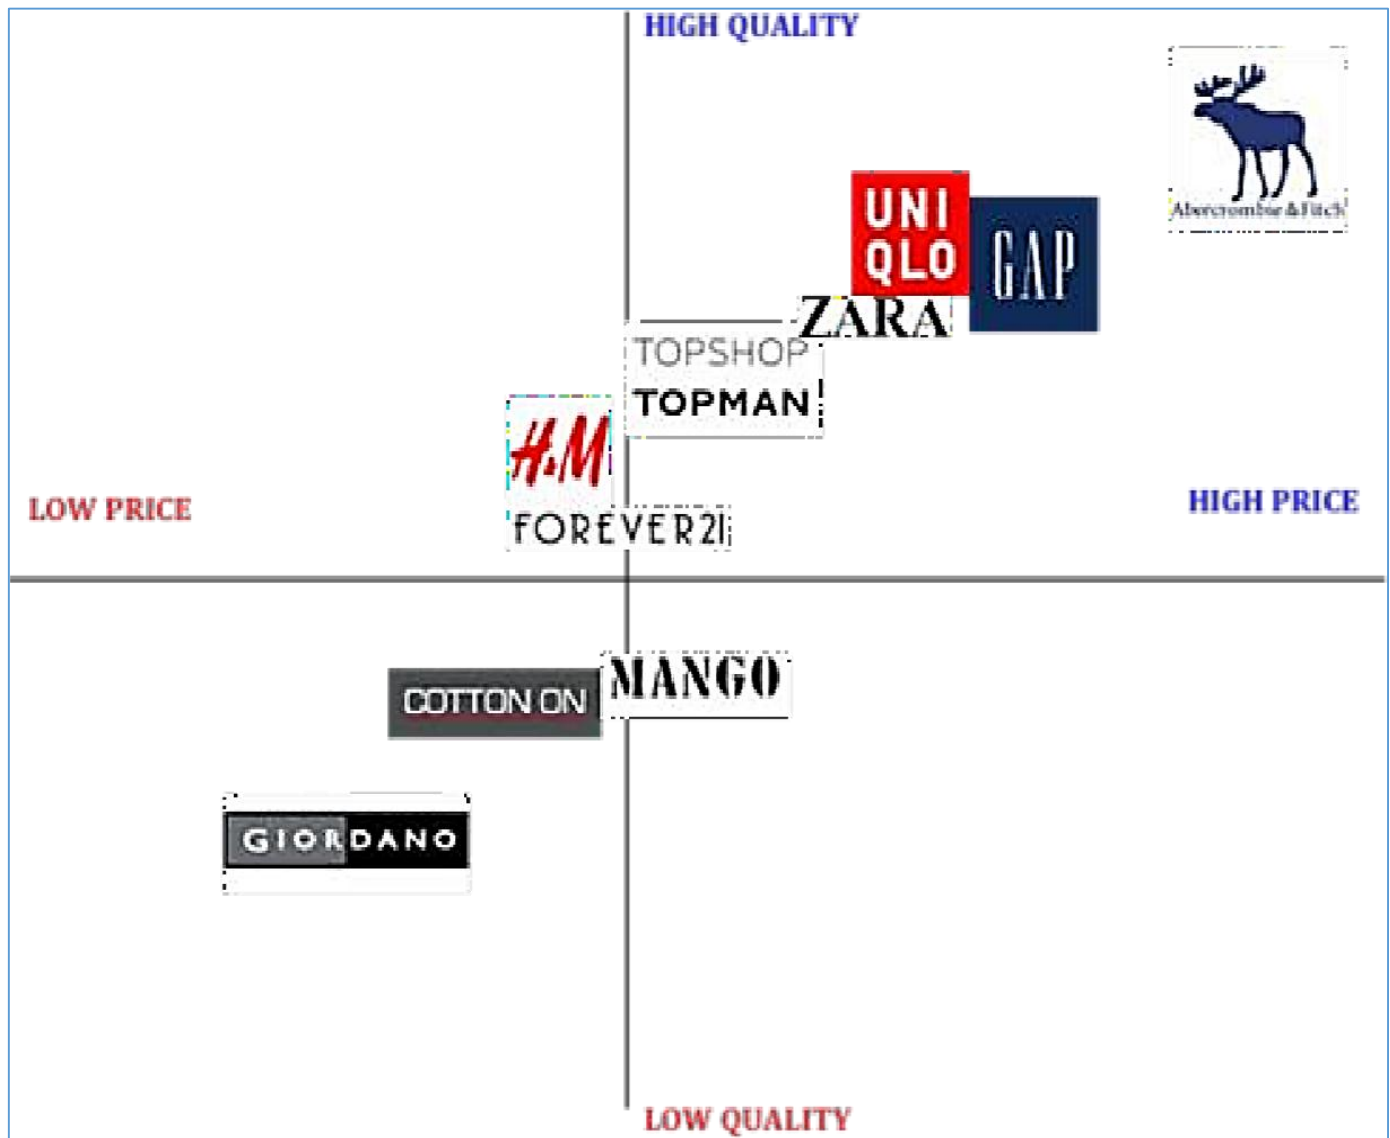 HIGH QUALITY
Abercrombie & Fitch
UNI
QLO
GAP
ZARA
TOPSHOP
TOPMAN
H&M
LOW PRICE
HIGH PRICE
FOREVER 21
MANGO
COTTON ON
GIORDANO
LOW QUALITY